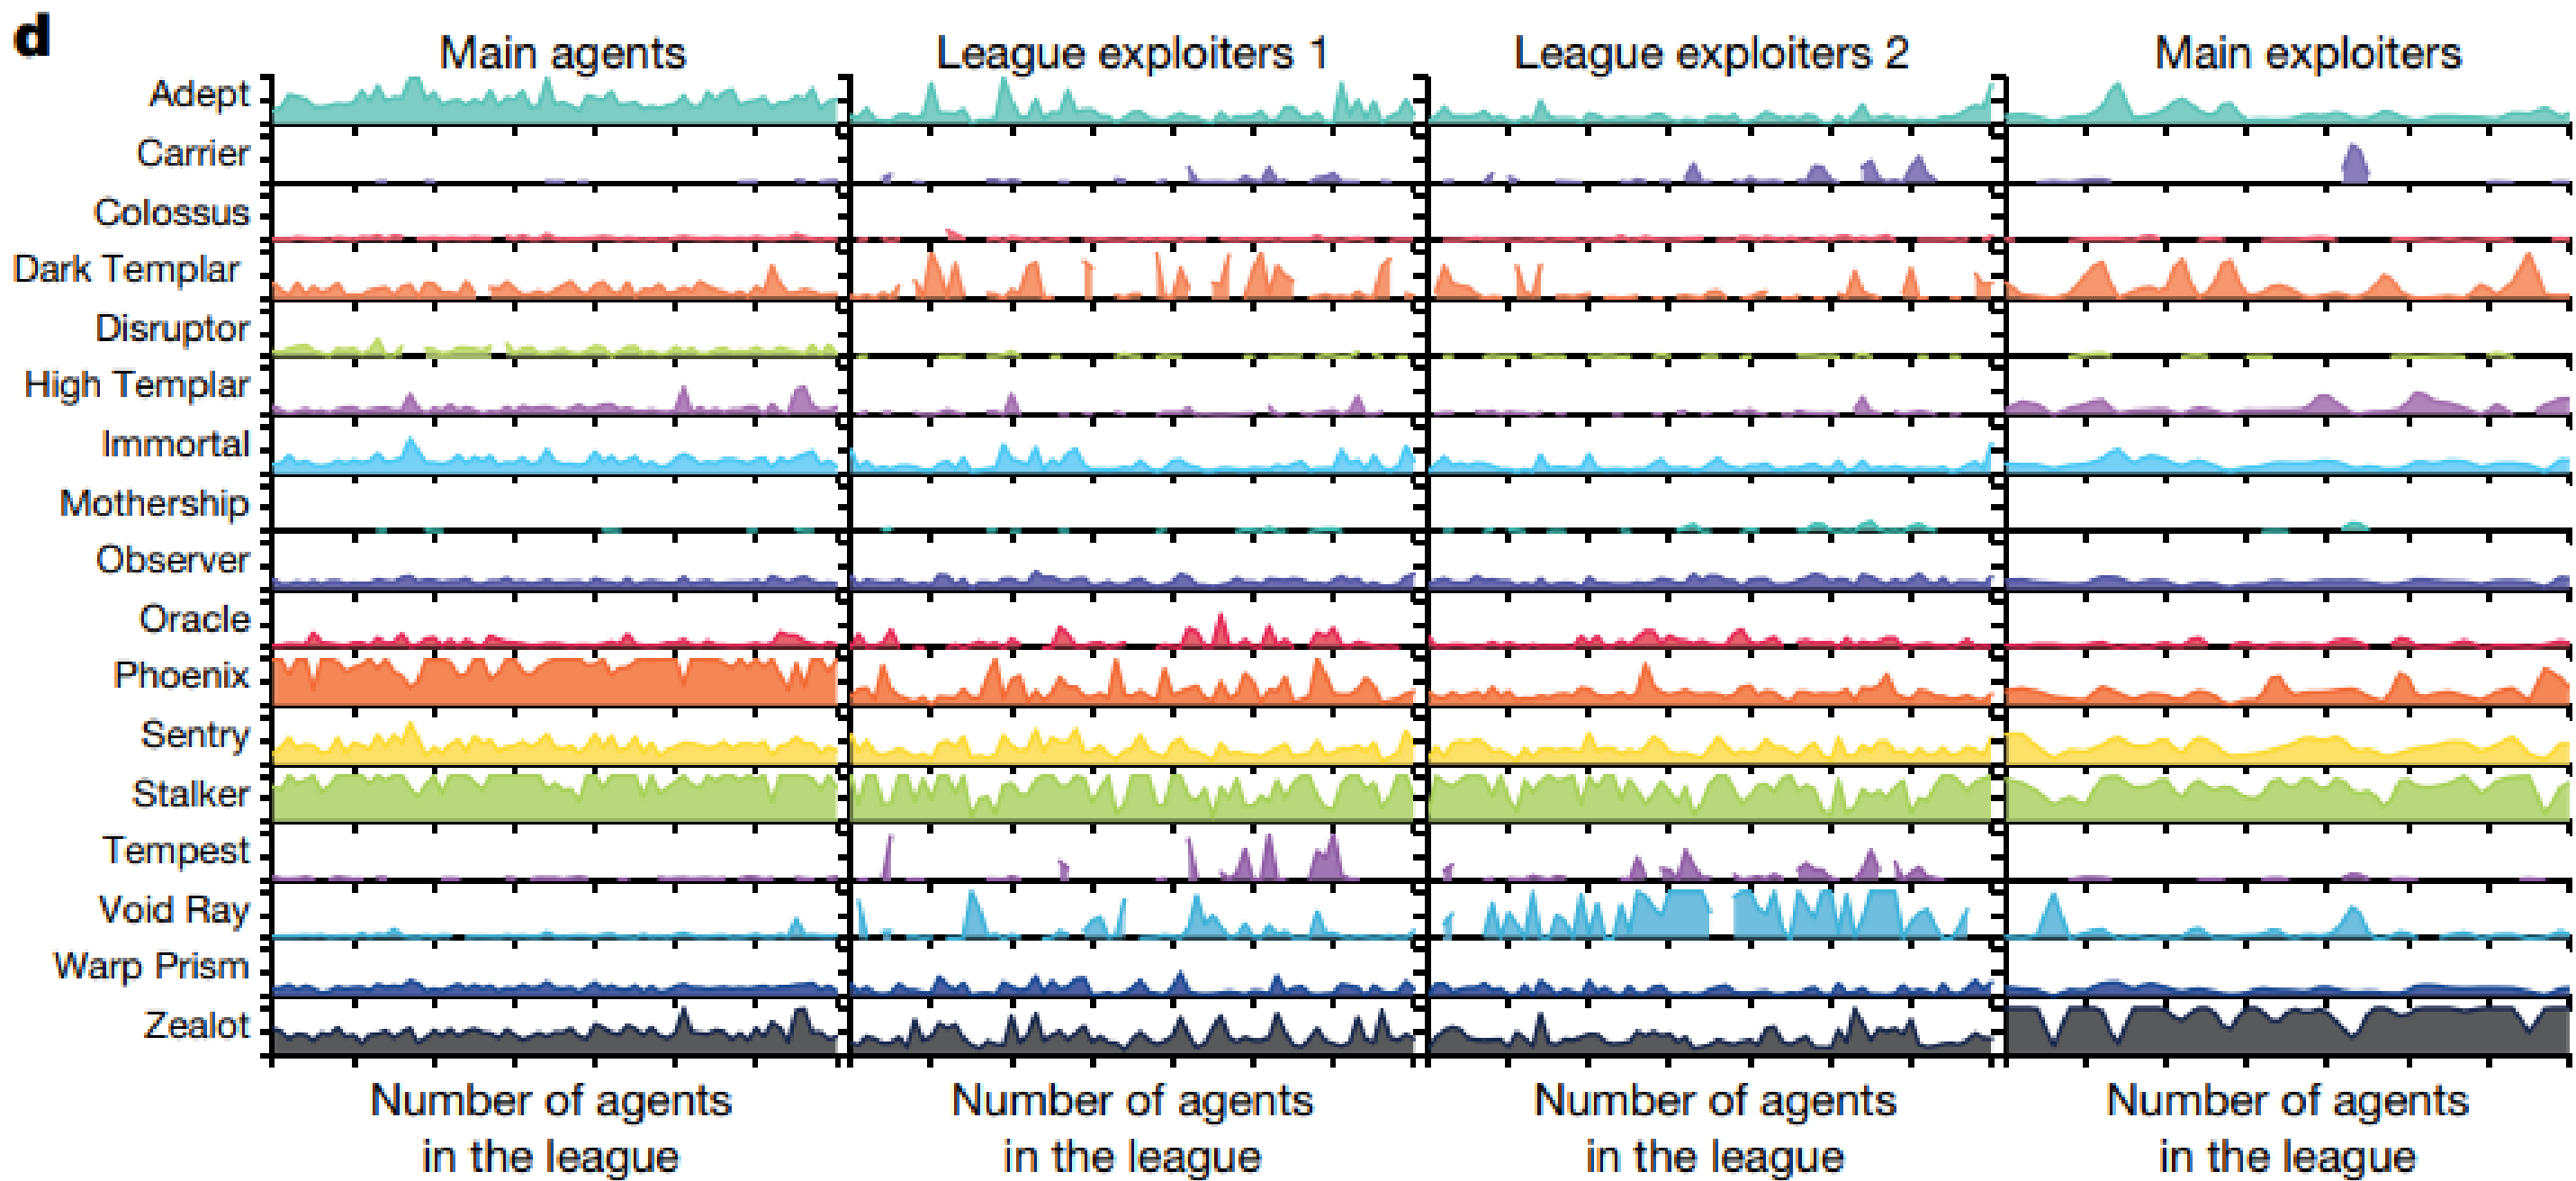 d
Main agents League exploiters 1 League exploiters 2 Main exploiters
Adept
Carrier
Colossus
Dark Templar
Disruptor
High Templar
Immortal
Mothership
Observer
Oracle
Phoenix
Sentry
Stalker
Tempest
Void Ray
Warp Prism
Zealot
Number of agents Number of agents Number of agents Number of agents
in the league in the league in the league in the league